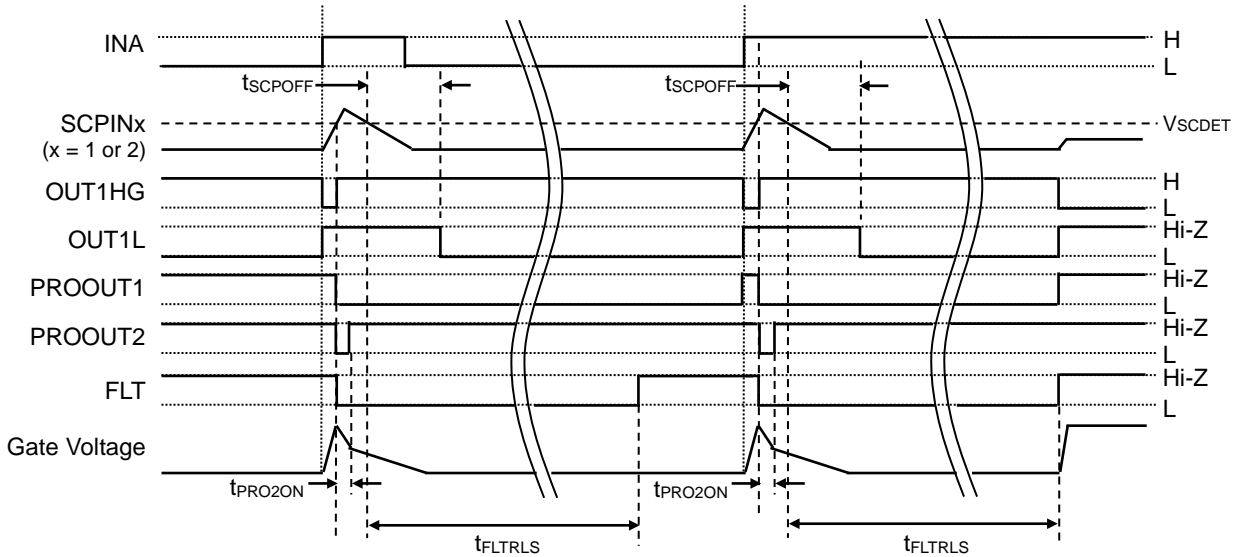 INA
H
L
tSCPOFF
tSCPOFF
SCPINx
(x = 1 or 2)
VSCDET
OUT1HG
H
L
OUT1L
Hi-Z
L
PROOUT1
Hi-Z
L
PROOUT2
Hi-Z
L
FLT
Hi-Z
L
Gate Voltage
tPRO2ON
tPRO2ON
tFLTRLS
tFLTRLS